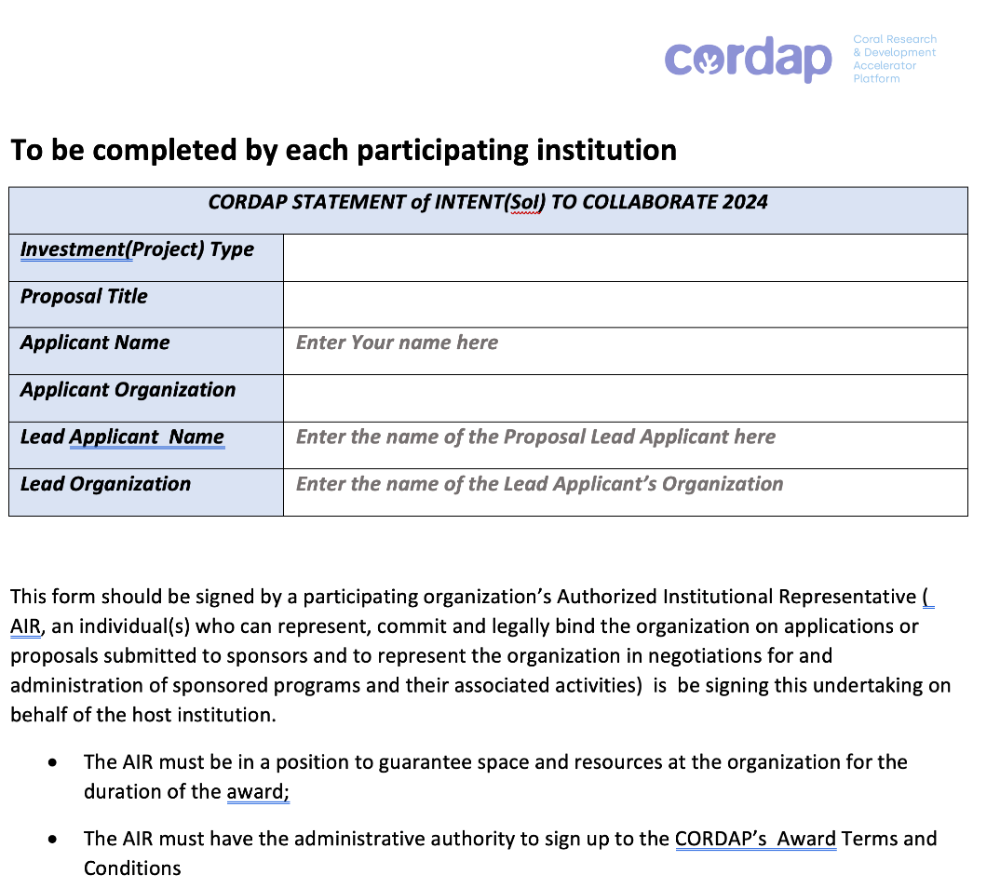 cordap
Coral Research
& Development
Accelerator
Platform
To be completed by each participating institution
CORDAP STATEMENT of INTENT(SoI) TO COLLABORATE 2024
Investment(Project) Type
Proposal Title
Applicant Name
Enter Your name here
Applicant Organization
Lead Applicant  Name
Enter the name of the Proposal Lead Applicant here
Lead Organization
Enter the name of the Lead Applicant’s Organization
This form should be signed by a participating organization’s Authorized Institutional Representative (
AIR, an individual(s) who can represent, commit and legally bind the organization on applications or
proposals submitted to sponsors and to represent the organization in negotiations for and
administration of sponsored programs and their associated activities)  is  be signing this undertaking on
behalf of the host institution.
• The AIR must be in a position to guarantee space and resources at the organization for the
duration of the award;
• The AIR must have the administrative authority to sign up to the CORDAP’s  Award Terms and
Conditions